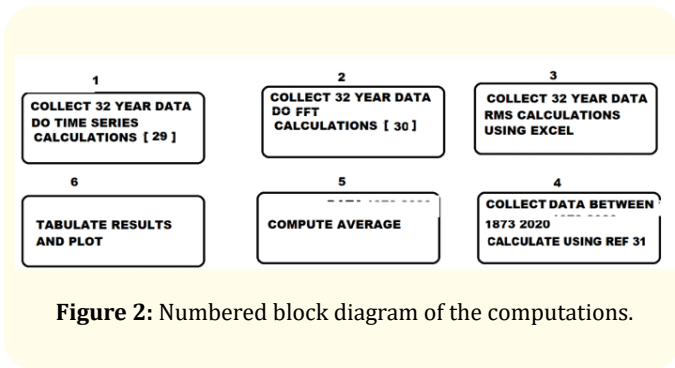 1
COLLECT 32 YEAR DATA
DO TIME SERIES
CALCULATIONS [ 29 ]
2
COLLECT 32 YEAR DATA
DO FFT
CALCULATIONS [ 30 ]
3
COLLECT 32 YEAR DATA
RMS CALCULATIONS
USING EXCEL
6
TABULATE RESULTS
AND PLOT
5
COMPUTE AVERAGE
4
COLLECT DATA BETWEEN
1873 2020
CALCULATE USING REF 31
Figure 2: Numbered block diagram of the computations.